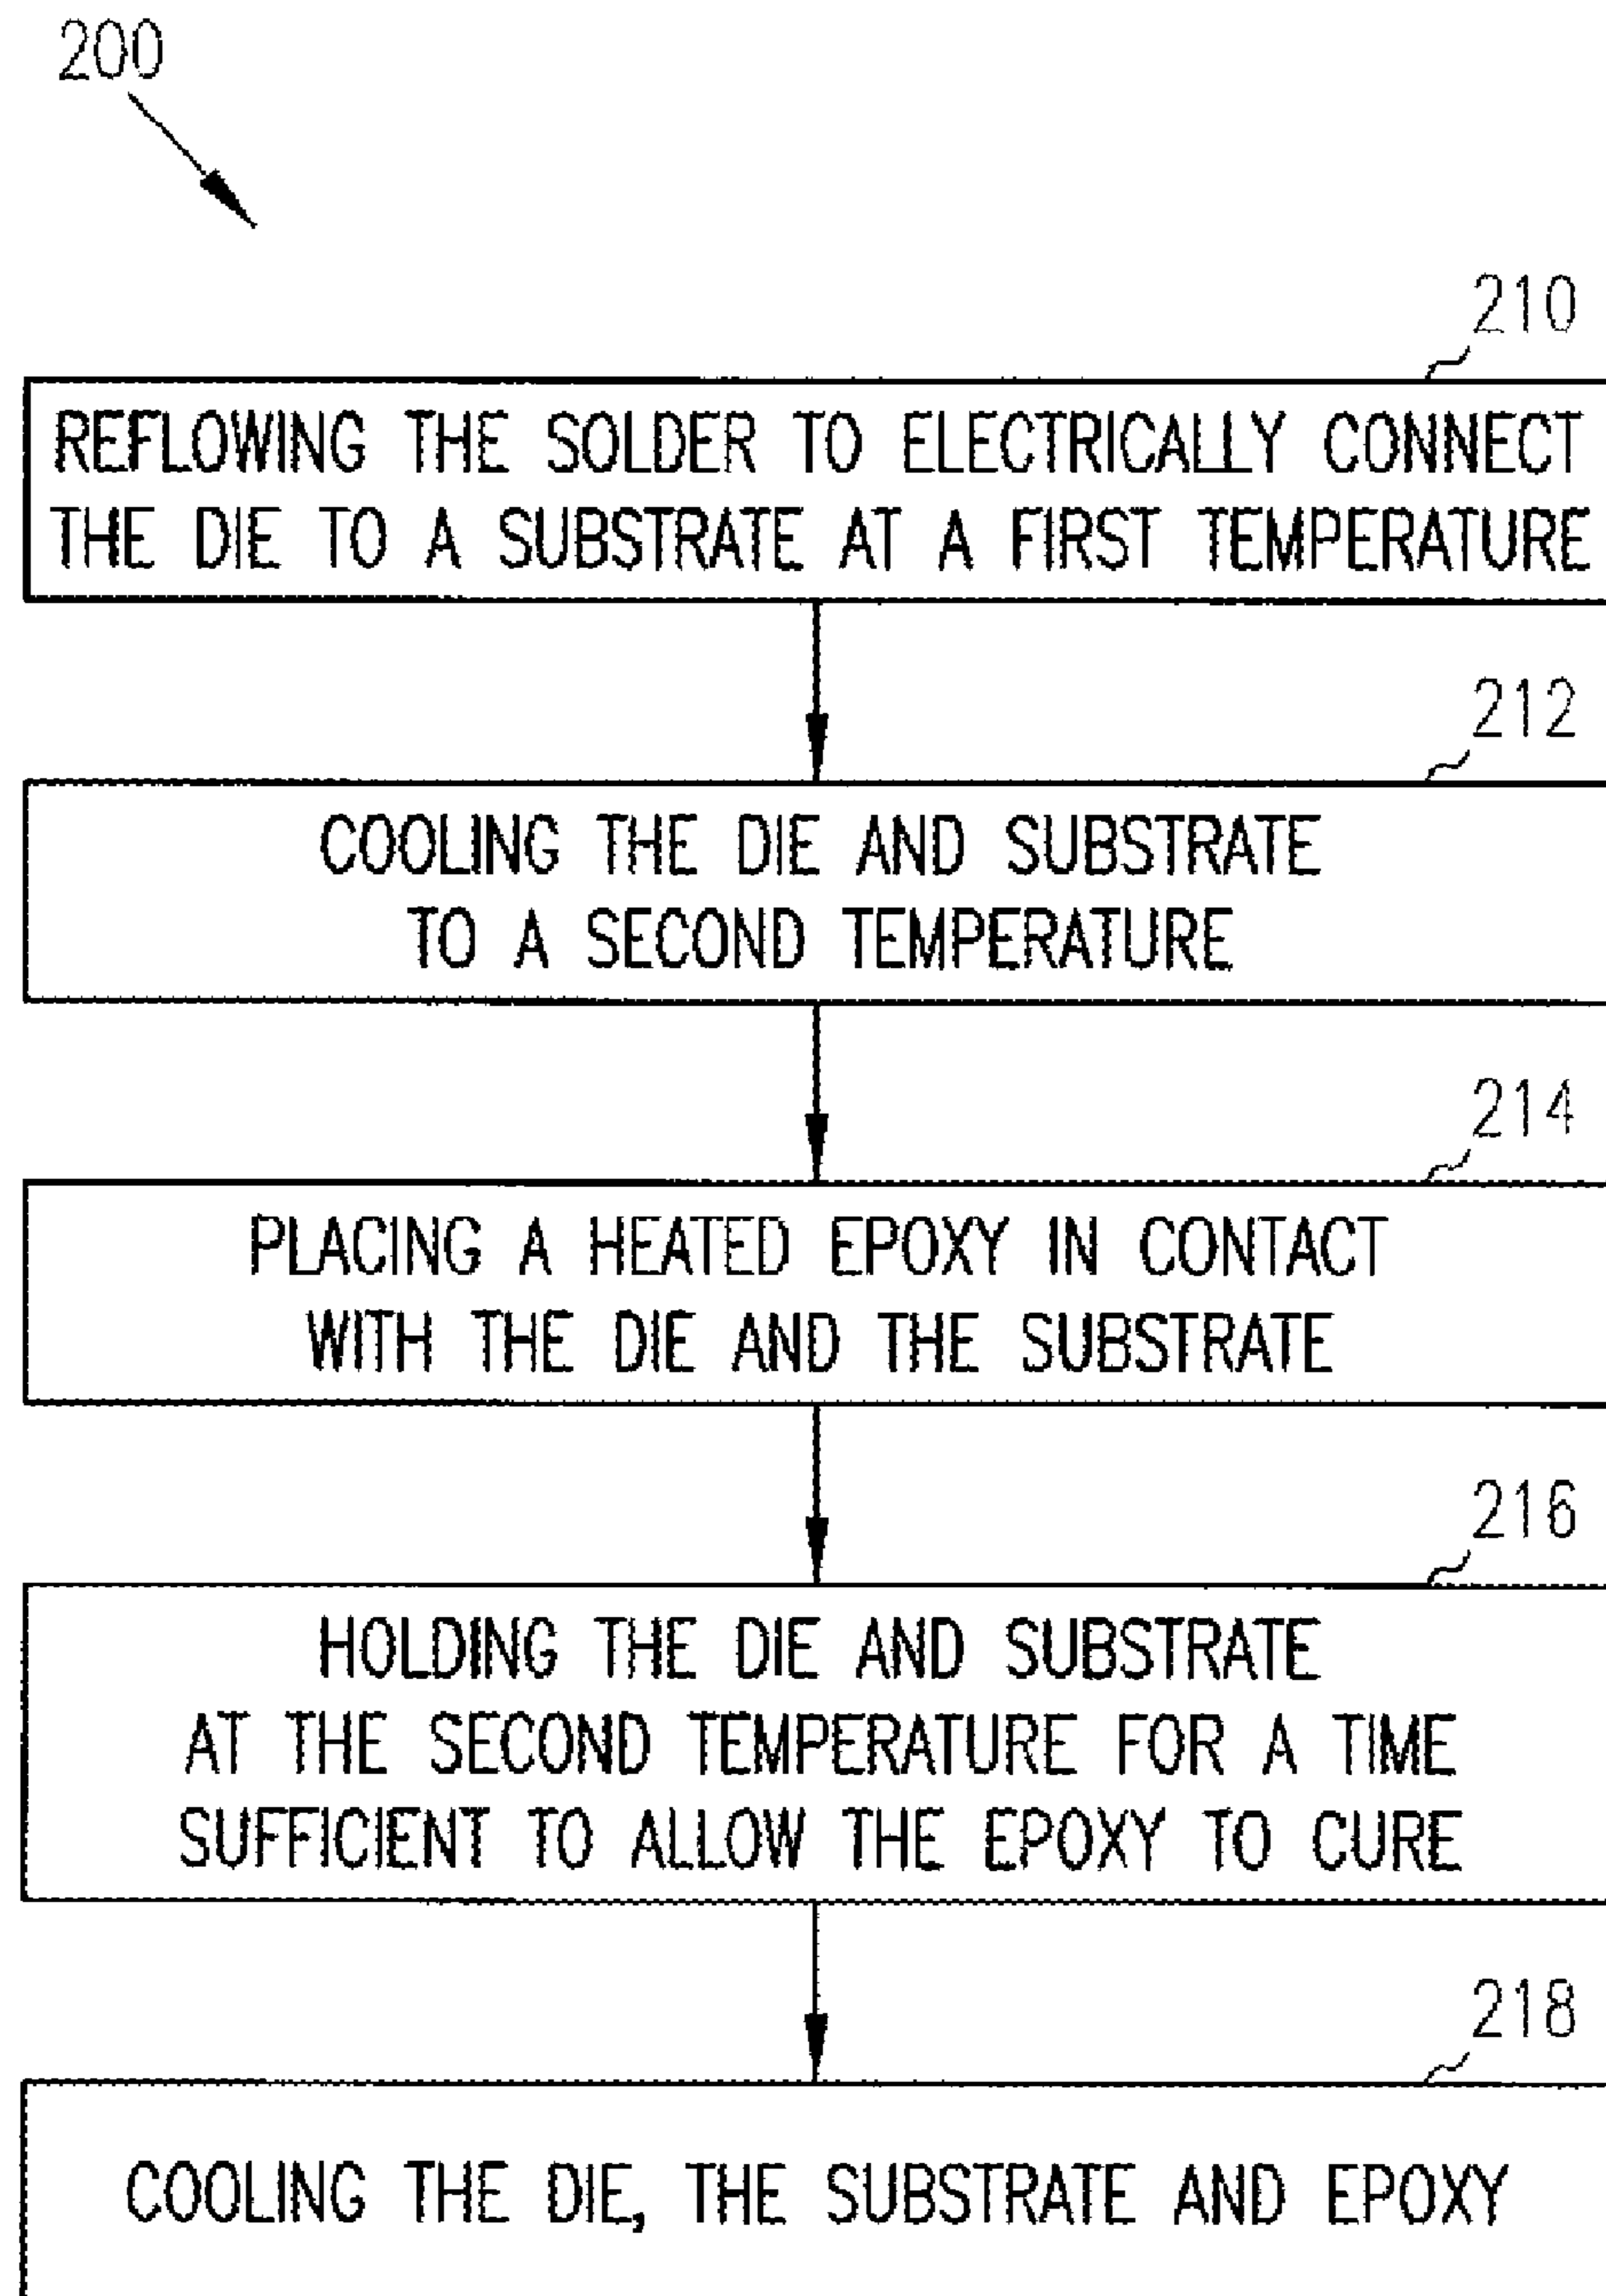 200
210
REFLOWING THE SOLDER TO ELECTRICALLY CONNECT
THE DIE TO A SUBSTRATE AT A FIRST TEMPERATURE
212
COOLING THE DIE AND SUBSTRATE
TO A SECOND TEMPERATURE
214
PLACING A HEATED EPOXY IN CONTACT
WITH THE DIE AND THE SUBSTRATE
216
HOLDING THE DIE AND SUBSTRATE
AT THE SECOND TEMPERATURE FOR A TIME
SUFFICIENT TO ALLOW THE EPOXY TO CURE
218
COOLING THE DIE, THE SUBSTRATE AND EPOXY